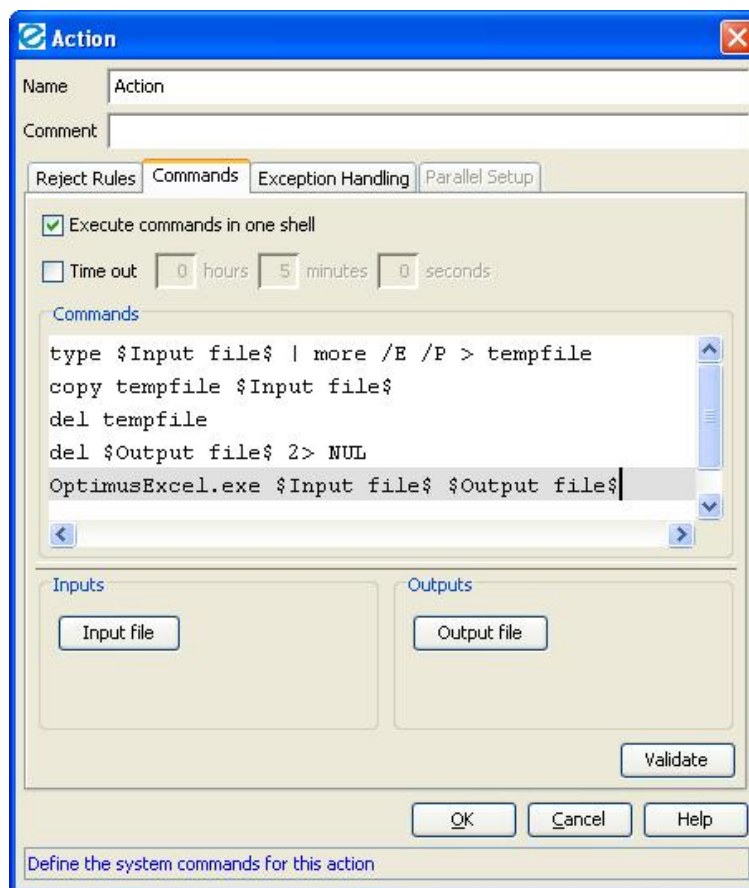 Action
Name Action
Comment
Reject Rules Commands Exception Handling Parallel Setup
Execute commands in one shell
Time out 0 hours 5 minutes 0 seconds
Commands
type $Input file$ | more /E /P > tempfile
copy tempfile $Input file$
del tempfile
del $Output file$ 2> NUL
OptimusExcel.exe $Input file$ $Output file$
Inputs Outputs
Input file Output file
Validate
OK Cancel Help
Define the system commands for this action